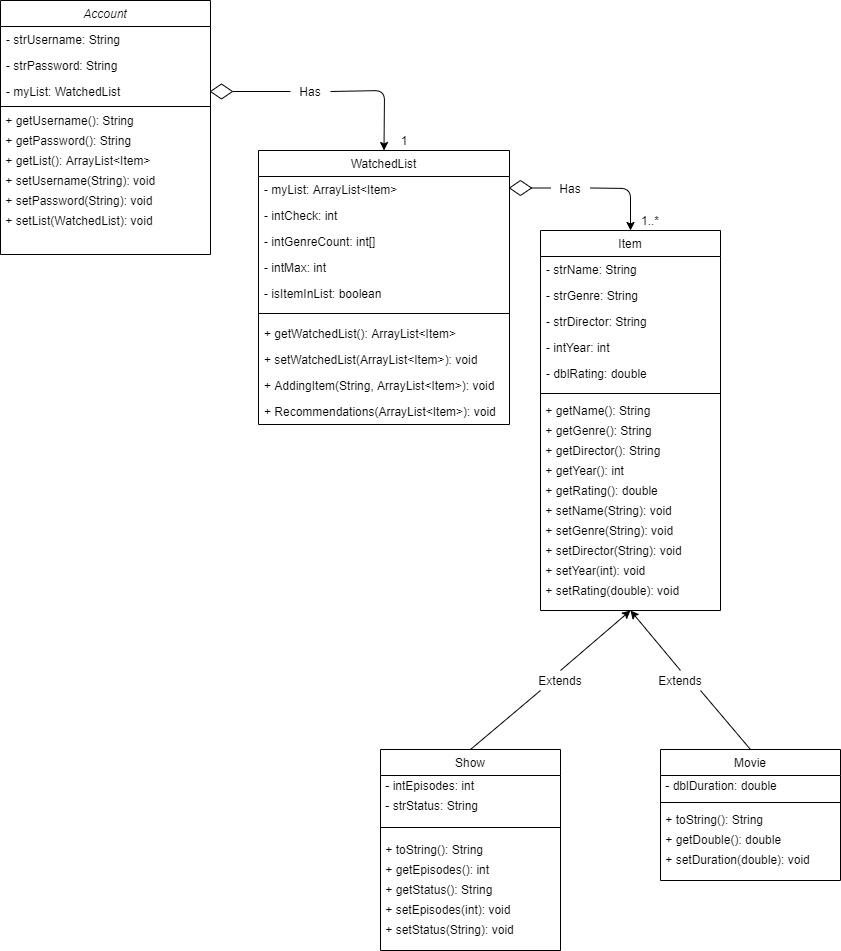 Account
- strUsername: String
- strPassword: String
- myList: WatchedList
+ getUsername(): String
+ getPassword(): String
+ getList(): ArrayList<Item>
+ setUsername(String): void
+ setPassword(String): void
+ setList(WatchedList): void
Has
1
WatchedList
- myList: ArrayList<Item>
- intCheck: int
- intGenreCount: int[]
- intMax: int
- isItemInList: boolean
+ getWatchedList(): ArrayList<Item>
+ setWatchedList(ArrayList<Item>): void
+ AddingItem(String, ArrayList<Item>): void
+ Recommendations(ArrayList<Item>): void
Has
1..*
Item
- strName: String
- strGenre: String
- strDirector: String
- intYear: int
- dblRating: double
+ getName(): String
+ getGenre(): String
+ getDirector(): String
+ getYear(): int
+ getRating(): double
+ setName(String): void
+ setGenre(String): void
+ setDirector(String): void
+ setYear(int): void
+ setRating(double): void
Extends
Extends
Show
- intEpisodes: int
- strStatus: String
+ toString(): String
+ getEpisodes(): int
+ getStatus(): String
+ setEpisodes(int): void
+ setStatus(String): void
Movie
- dblDuration: double
+ toString(): String
+ getDouble(): double
+ setDuration(double): void